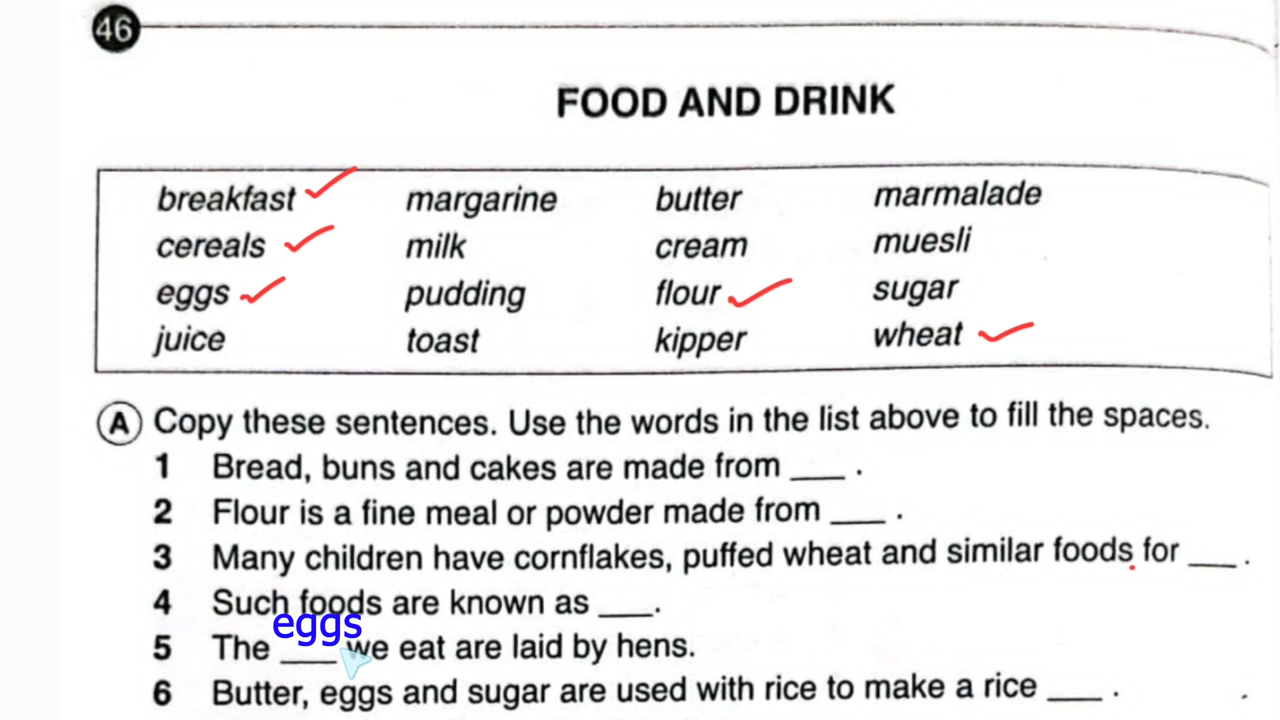 46
FOOD AND DRINK
breakfast margarine butter marmalade
cereals milk cream muesli
eggs pudding flour sugar
juice toast kipper wheat
A Copy these sentences. Use the words in the list above to fill the spaces.
1 Bread, buns and cakes are made from ___ .
2 Flour is a fine meal or powder made from ___ .
3 Many children have cornflakes, puffed wheat and similar foods for ___ .
4 Such foods are known as ___.
eggs
5 The ___ we eat are laid by hens.
6 Butter, eggs and sugar are used with rice to make a rice ___ .